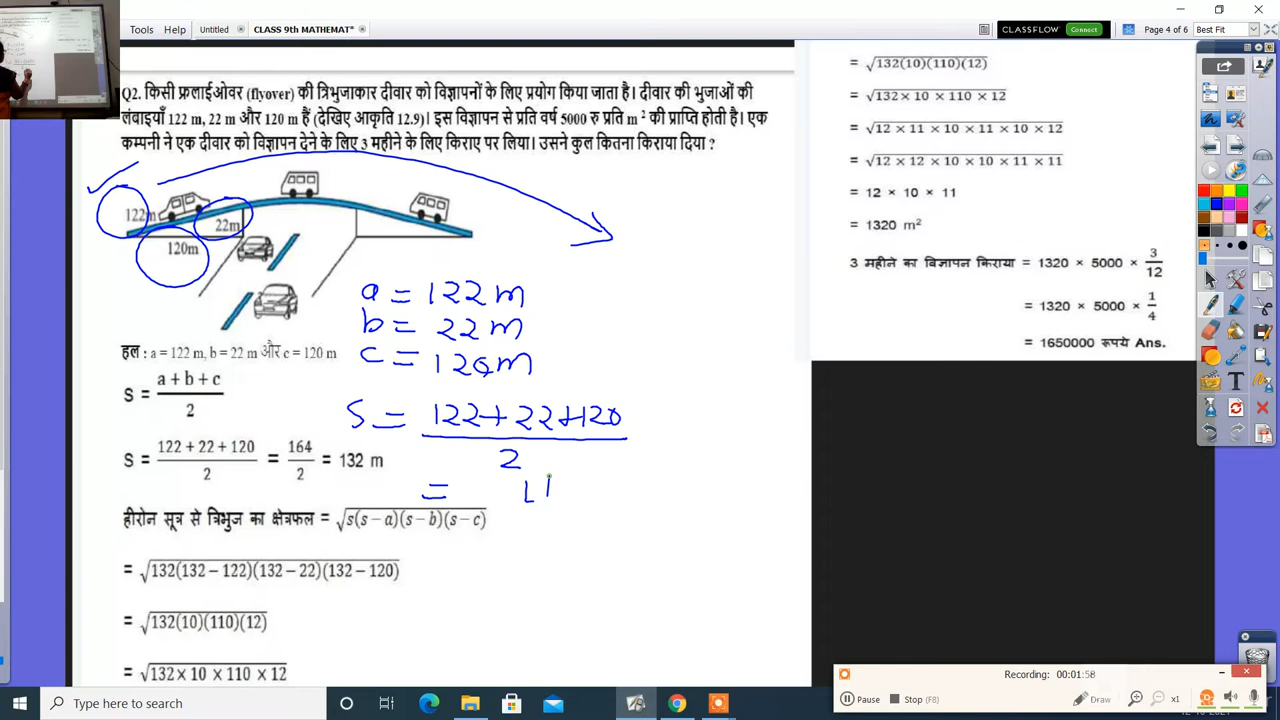 Tools Help Untitled CLASS 9th MATHEMAT* CLASSFLOW Connect Page 4 of 6 Best Fit
Q2. किसी फ्लाईओवर (flyover) की त्रिभुजाकार दीवार को विज्ञापनों के लिए प्रयोग किया जाता है। दीवार की भुजाओं की
लंबाइयाँ 122 m, 22 m और 120 m हैं (देखिए आकृति 12.9)। इस विज्ञापन से प्रति वर्ष 5000 रु प्रति m² की प्राप्ति होती है। एक
कम्पनी ने एक दीवार को विज्ञापन देने के लिए 3 महीने के लिए किराए पर लिया। उसने कुल कितना किराया दिया ?
122m
22m
120m
a = 122 m
b = 22 m
c = 120 m
हल : a = 122 m, b = 22 m और c = 120 m
S = a + b + c / 2
S = 122 + 22 + 120 / 2
=
S = 122 + 22 + 120 / 2 = 164 / 2 = 132 m
हीरोन सूत्र से त्रिभुज का क्षेत्रफल = √s(s − a)(s − b)(s − c)
= √132(132 − 122)(132 − 22)(132 − 120)
= √132(10)(110)(12)
= √132 × 10 × 110 × 12
= √132(10)(110)(12)
= √132 × 10 × 110 × 12
= √12 × 11 × 10 × 11 × 10 × 12
= √12 × 12 × 10 × 10 × 11 × 11
= 12 × 10 × 11
= 1320 m²
3 महीने का विज्ञापन किराया = 1320 × 5000 × 3/12
= 1320 × 5000 × 1/4
= 1650000 रूपये Ans.
Recording: 00:01:58
Pause Stop (F8) Draw x1
Type here to search